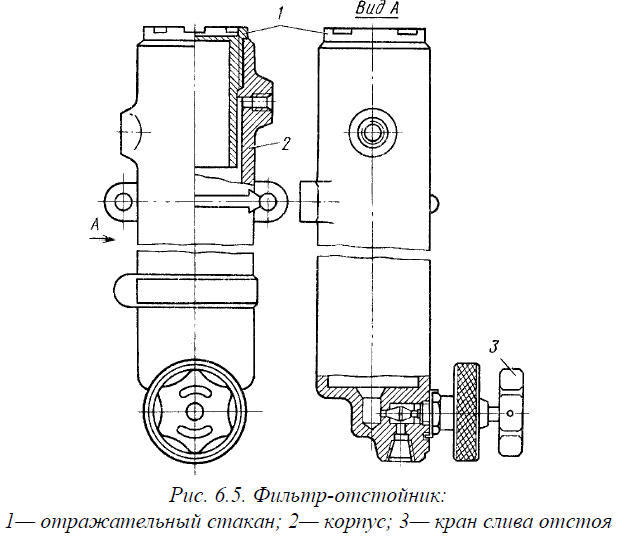 1
Вид А
2
А
3
Рис. 6.5. Фильтр-отстойник:
1— отражательный стакан; 2— корпус; 3— кран слива отстоя